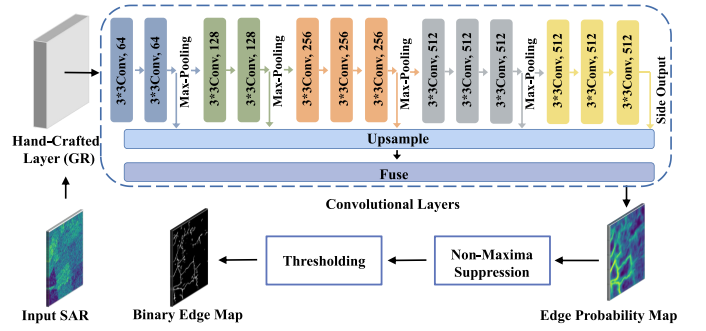 3*3Conv, 64
3*3Conv, 64
Max-Pooling
3*3Conv, 128
3*3Conv, 128
Max-Pooling
3*3Conv, 256
3*3Conv, 256
3*3Conv, 256
Max-Pooling
3*3Conv, 512
3*3Conv, 512
3*3Conv, 512
Max-Pooling
3*3Conv, 512
3*3Conv, 512
3*3Conv, 512
Side Output
Hand-Crafted
Layer (GR)
Upsample
Fuse
Convolutional Layers
Input SAR
Binary Edge Map
Thresholding
Non-Maxima
Suppression
Edge Probability Map